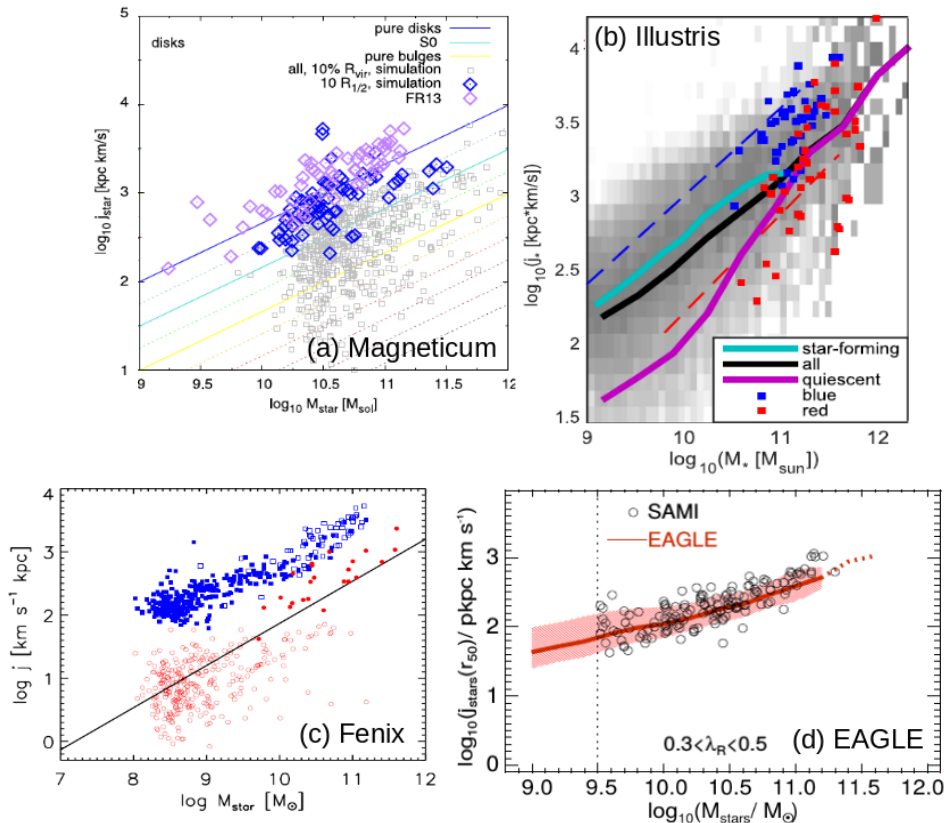 disks
pure disks
S0
pure bulges
all, 10% R_vir, simulation
10 R_1/2, simulation
FR13
log₁₀ j_star [kpc km/s]
5
4
3
2
1
9 9.5 10 10.5 11 11.5 12
log₁₀ M_star [M_sol]
(a) Magneticum
(b) Illustris
log₁₀(j_* [kpc*km/s])
4
3.5
3
2.5
2
1.5
star-forming
all
quiescent
blue
red
9 10 11 12
log₁₀(M_* [M_sun])
log j [km s⁻¹ kpc]
4
3
2
1
0
7 8 9 10 11 12
log M_star [M_⊙]
(c) Fenix
SAMI
EAGLE
log₁₀(j_stars(r₅₀)/ pkpc km s⁻¹)
3
2
1
0
0.3<λ_R<0.5
(d) EAGLE
9.0 9.5 10.0 10.5 11.0 11.5 12.0
log₁₀(M_stars/ M_⊙)